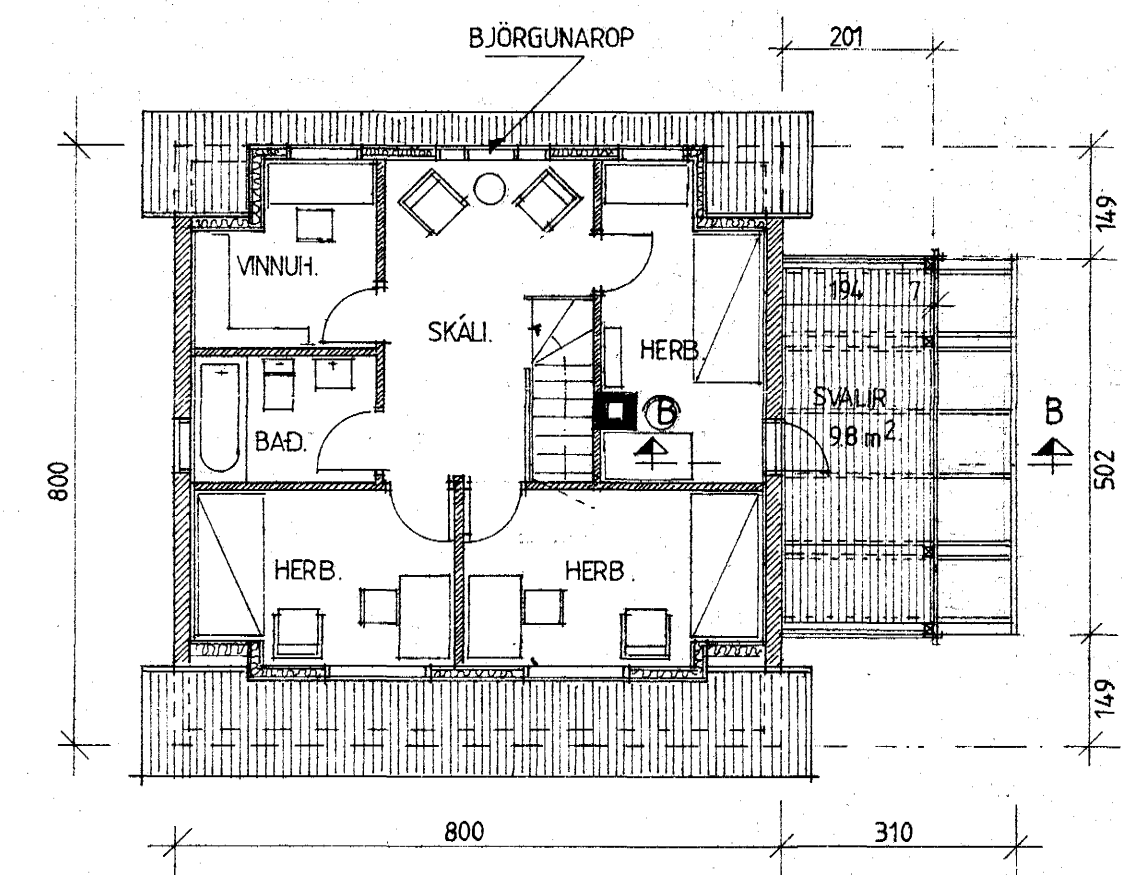 BJÖRGUNAROP
201
149
194 7
VINNUH.
SKÁLI.
HERB.
SVALIR
9.8 m²
B
B
BAÐ.
800
502
HERB.
HERB.
149
800
310